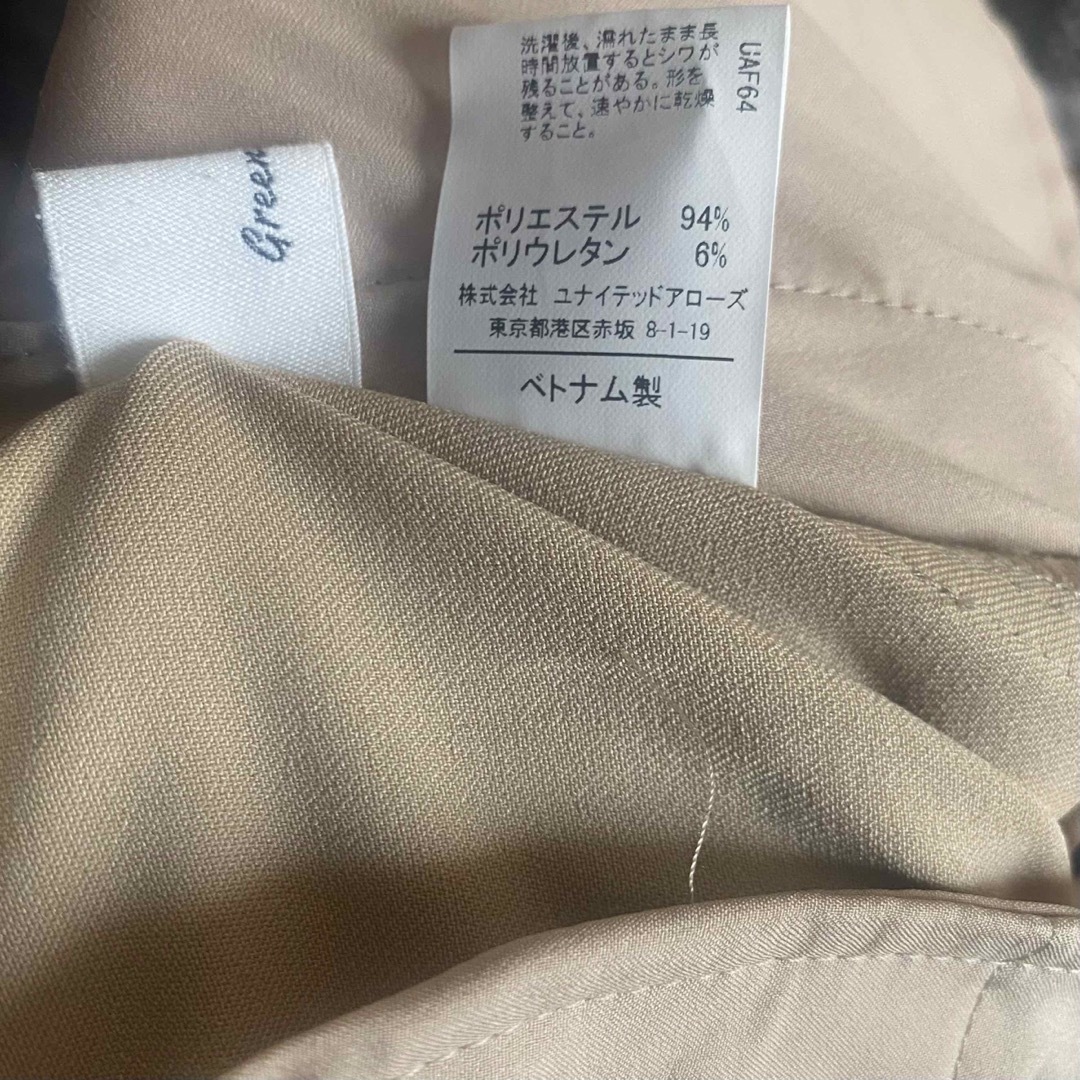 洗濯後、濡れたまま長
時間放置するとシワが
残ることがある。形を
整えて、速やかに乾燥
すること。
UAF64
Green
ポリエステル 94%
ポリウレタン 6%
株式会社 ユナイテッドアローズ
東京都港区赤坂 8-1-19
ベトナム製